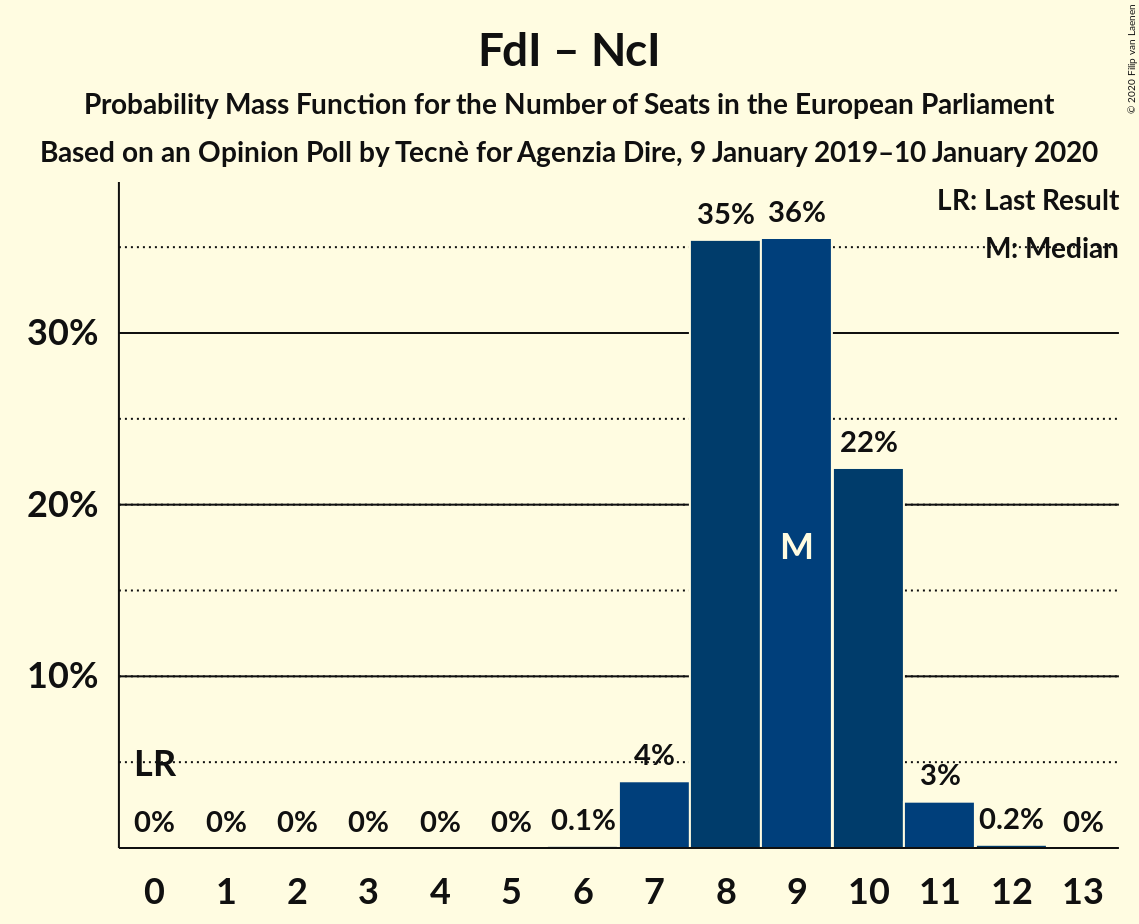 FdI – NcI
Probability Mass Function for the Number of Seats in the European Parliament
Based on an Opinion Poll by Tecnè for Agenzia Dire, 9 January 2019–10 January 2020
© 2020 Filip van Laenen
LR: Last Result
M: Median
35% 36%
30%
22%
20%
M
10%
LR
4%
3%
0% 0% 0% 0% 0% 0% 0.1% 0.2% 0%
0 1 2 3 4 5 6 7 8 9 10 11 12 13